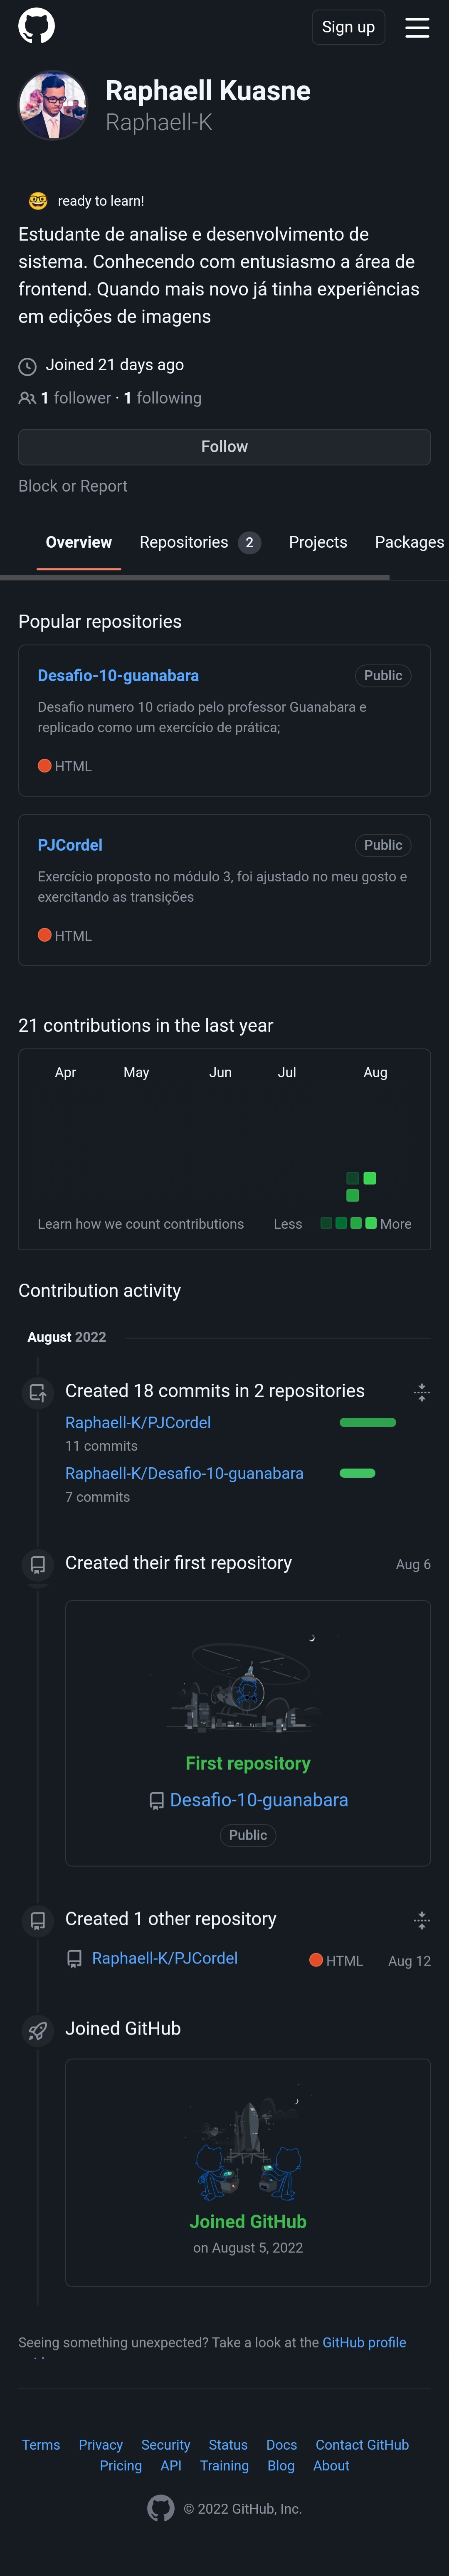 Sign up
Raphaell Kuasne
Raphaell-K
ready to learn!
Estudante de analise e desenvolvimento de
sistema. Conhecendo com entusiasmo a área de
frontend. Quando mais novo já tinha experiências
em edições de imagens
Joined 21 days ago
1 follower · 1 following
Follow
Block or Report
Overview Repositories 2 Projects Packages
Popular repositories
Desafio-10-guanabara Public
Desafio numero 10 criado pelo professor Guanabara e
replicado como um exercício de prática;
HTML
PJCordel Public
Exercício proposto no módulo 3, foi ajustado no meu gosto e
exercitando as transições
HTML
21 contributions in the last year
Apr May Jun Jul Aug
Learn how we count contributions Less More
Contribution activity
August 2022
Created 18 commits in 2 repositories
Raphaell-K/PJCordel
11 commits
Raphaell-K/Desafio-10-guanabara
7 commits
Created their first repository Aug 6
First repository
Desafio-10-guanabara
Public
Created 1 other repository
Raphaell-K/PJCordel HTML Aug 12
Joined GitHub
Joined GitHub
on August 5, 2022
Seeing something unexpected? Take a look at the GitHub profile
Terms Privacy Security Status Docs Contact GitHub
Pricing API Training Blog About
© 2022 GitHub, Inc.